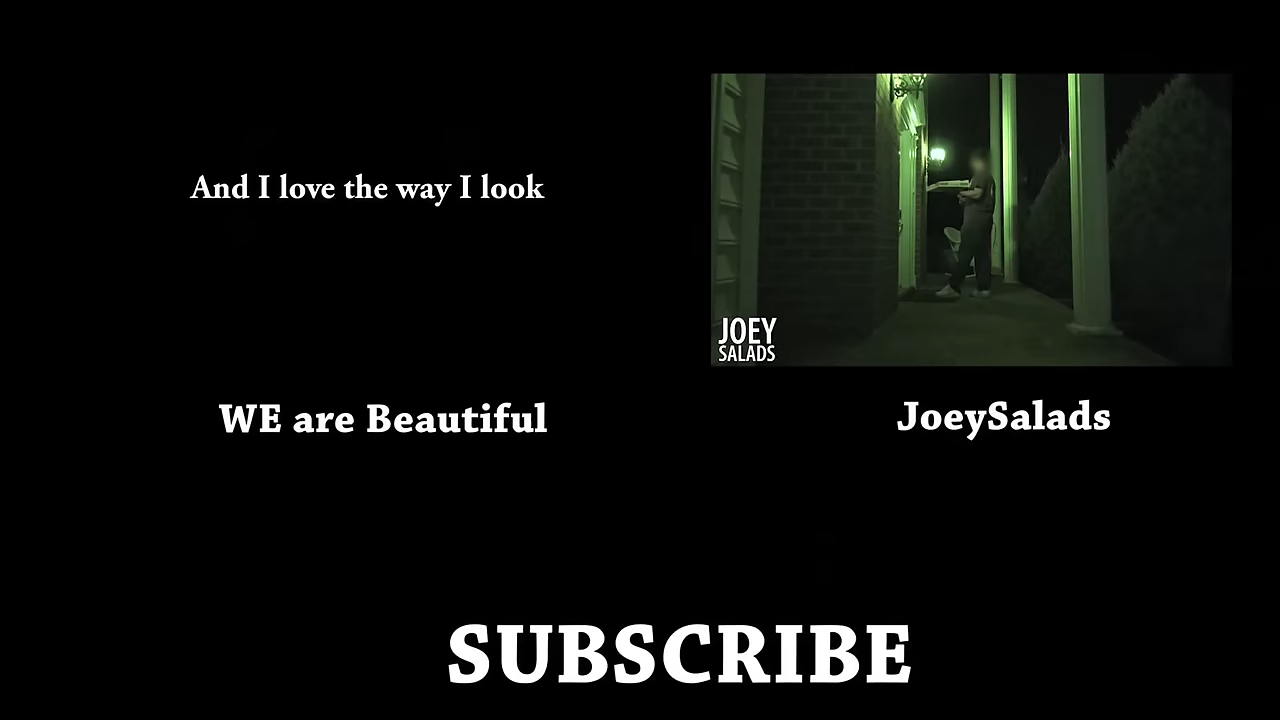 And I love the way I look
JOEY
SALADS
WE are Beautiful
JoeySalads
SUBSCRIBE